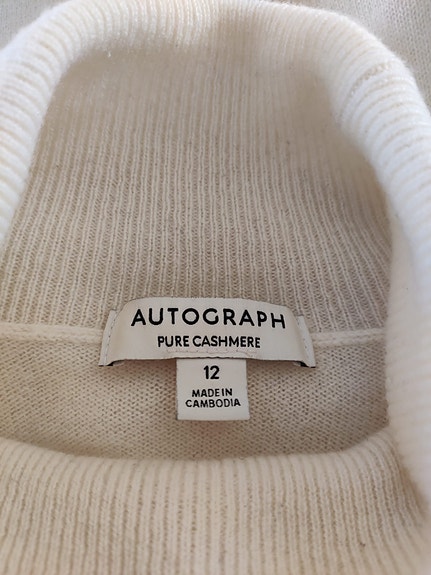 AUTOGRAPH
PURE CASHMERE
12
MADE IN
CAMBODIA